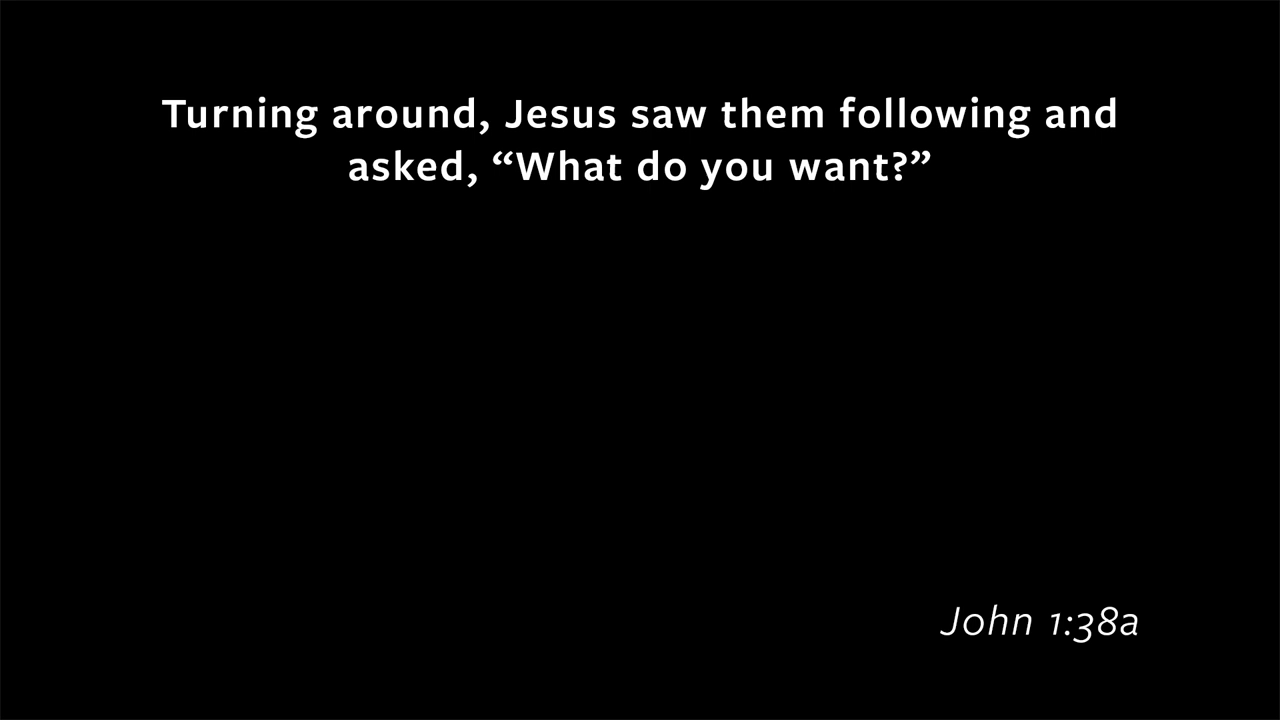 Turning around, Jesus saw them following and
asked, “What do you want?”
John 1:38a